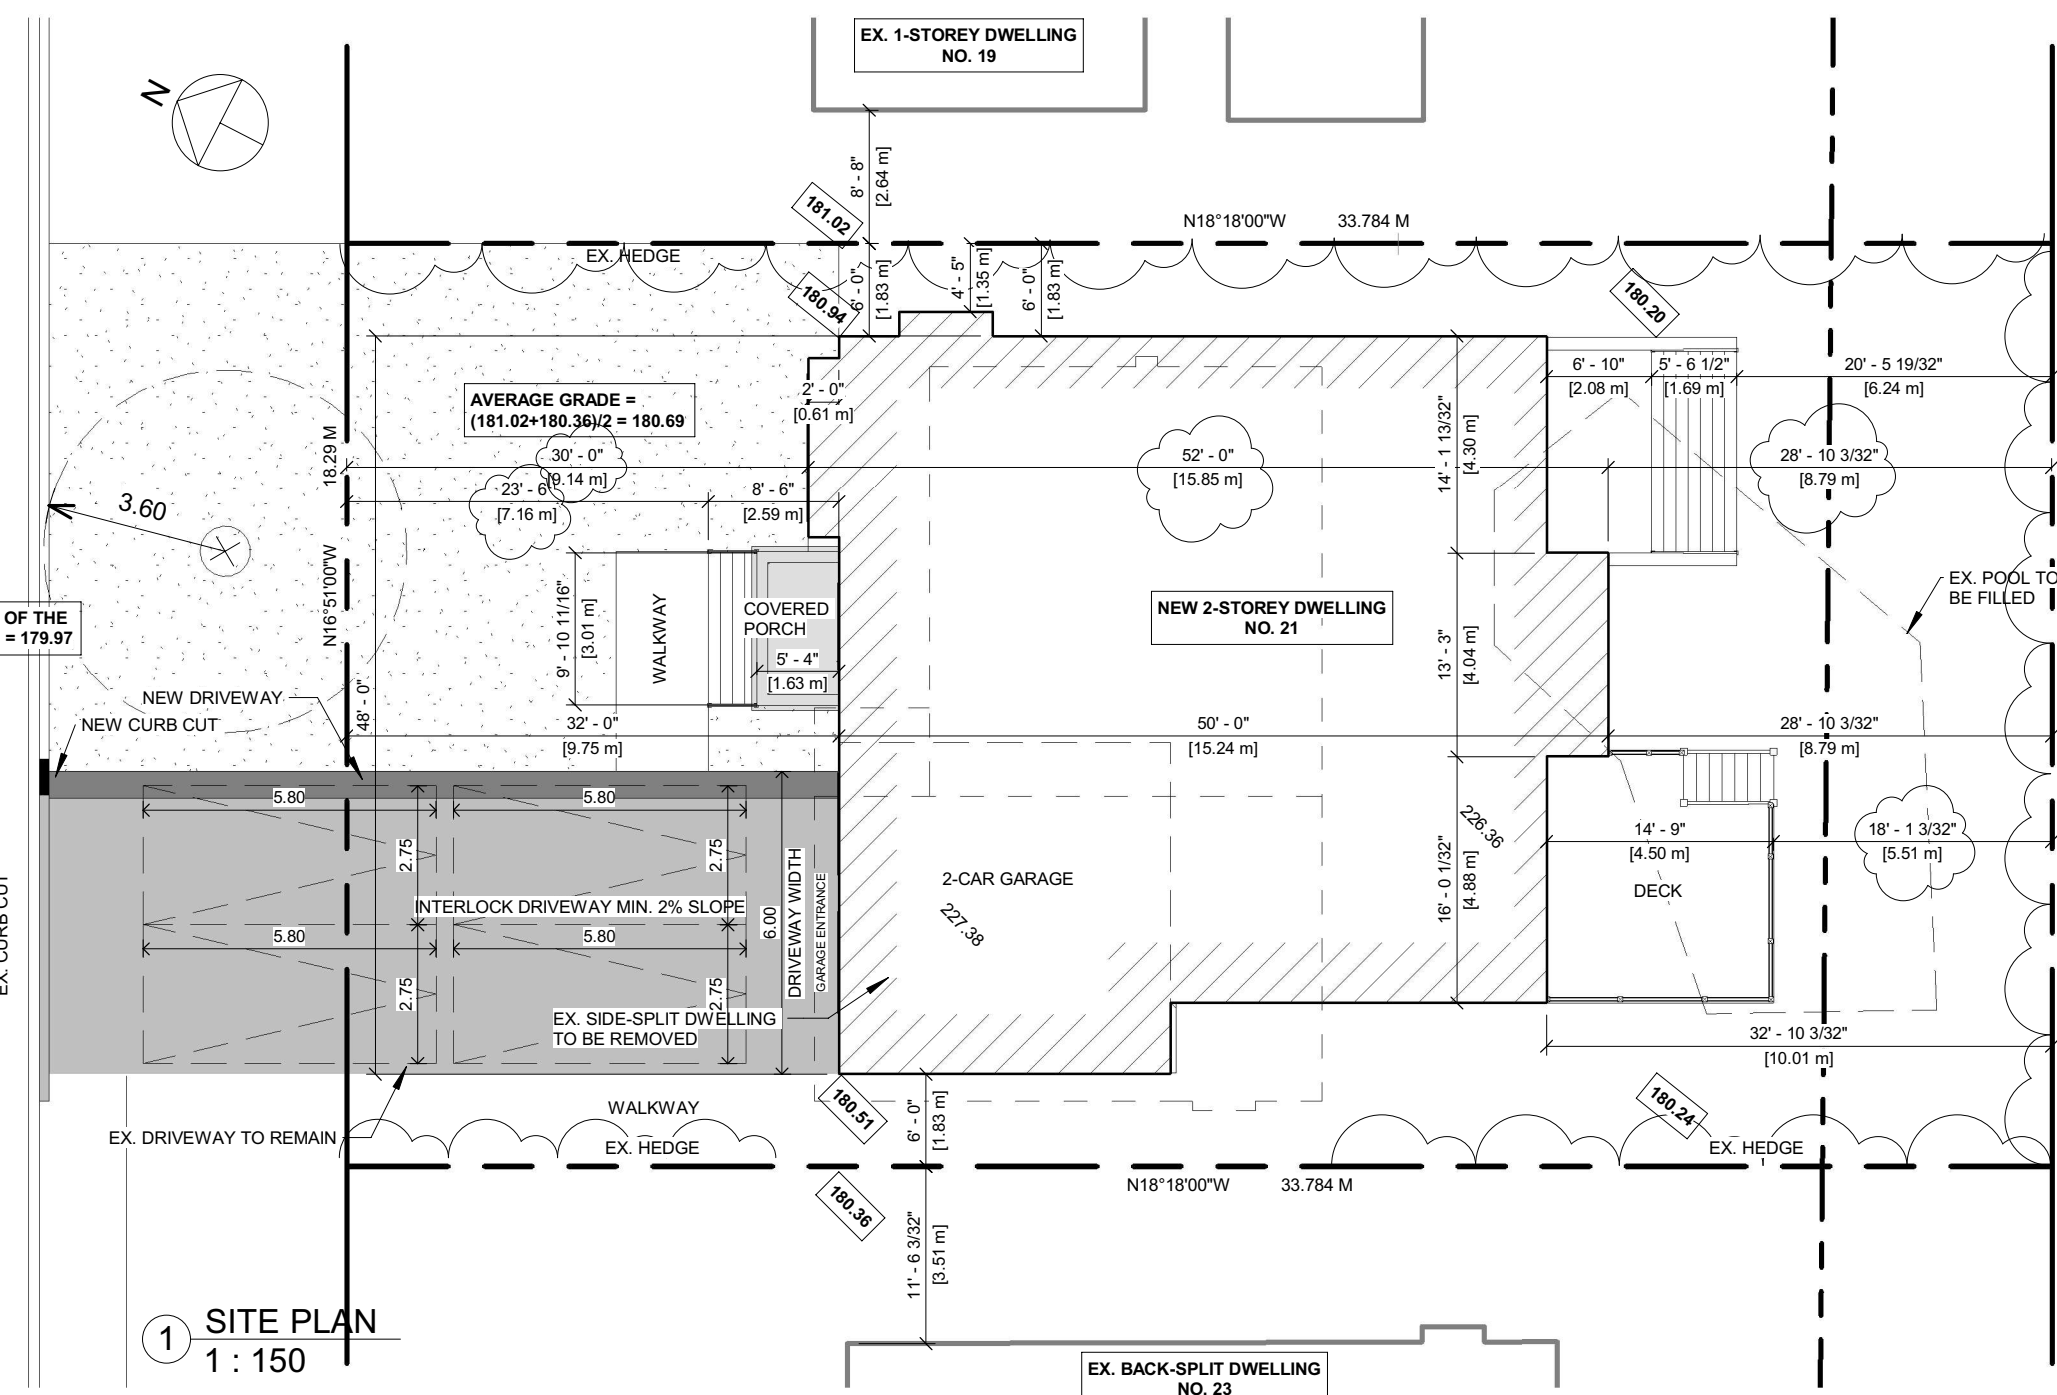 EX. 1-STOREY DWELLING
NO. 19
N
8' - 8"
[2.64 m]
181.02
N18°18'00"W 33.784 M
EX. HEDGE
6' - 0"
[1.83 m]
4' - 5"
[1.35 m]
6' - 0"
[1.83 m]
180.94
180.20
AVERAGE GRADE =
(181.02+180.36)/2 = 180.69
2' - 0"
[0.61 m]
6' - 10"
[2.08 m]
5' - 6 1/2"
[1.69 m]
20' - 5 19/32"
[6.24 m]
18.29 M
N16°51'00"W
30' - 0"
[9.14 m]
52' - 0"
[15.85 m]
14' - 1 13/32"
[4.30 m]
28' - 10 3/32"
[8.79 m]
23' - 6"
[7.16 m]
8' - 6"
[2.59 m]
3.60
OF THE
= 179.97
9' - 10 11/16"
[3.01 m]
WALKWAY
COVERED
PORCH
5' - 4"
[1.63 m]
NEW 2-STOREY DWELLING
NO. 21
13' - 3"
[4.04 m]
EX. POOL TO
BE FILLED
NEW DRIVEWAY
NEW CURB CUT
48' - 0"
32' - 0"
[9.75 m]
50' - 0"
[15.24 m]
28' - 10 3/32"
[8.79 m]
5.80
5.80
2.75
2.75
INTERLOCK DRIVEWAY MIN. 2% SLOPE
5.80
5.80
2.75
2.75
6.00
DRIVEWAY WIDTH
GARAGE ENTRANCE
2-CAR GARAGE
227.38
226.36
16' - 0 1/32"
[4.88 m]
14' - 9"
[4.50 m]
DECK
18' - 1 3/32"
[5.51 m]
EX. CURB CUT
EX. SIDE-SPLIT DWELLING
TO BE REMOVED
32' - 10 3/32"
[10.01 m]
180.51
6' - 0"
[1.83 m]
180.24
WALKWAY
EX. DRIVEWAY TO REMAIN
EX. HEDGE
EX. HEDGE
N18°18'00"W 33.784 M
180.36
11' - 6 3/32"
[3.51 m]
1 SITE PLAN
1 : 150
EX. BACK-SPLIT DWELLING
NO. 23